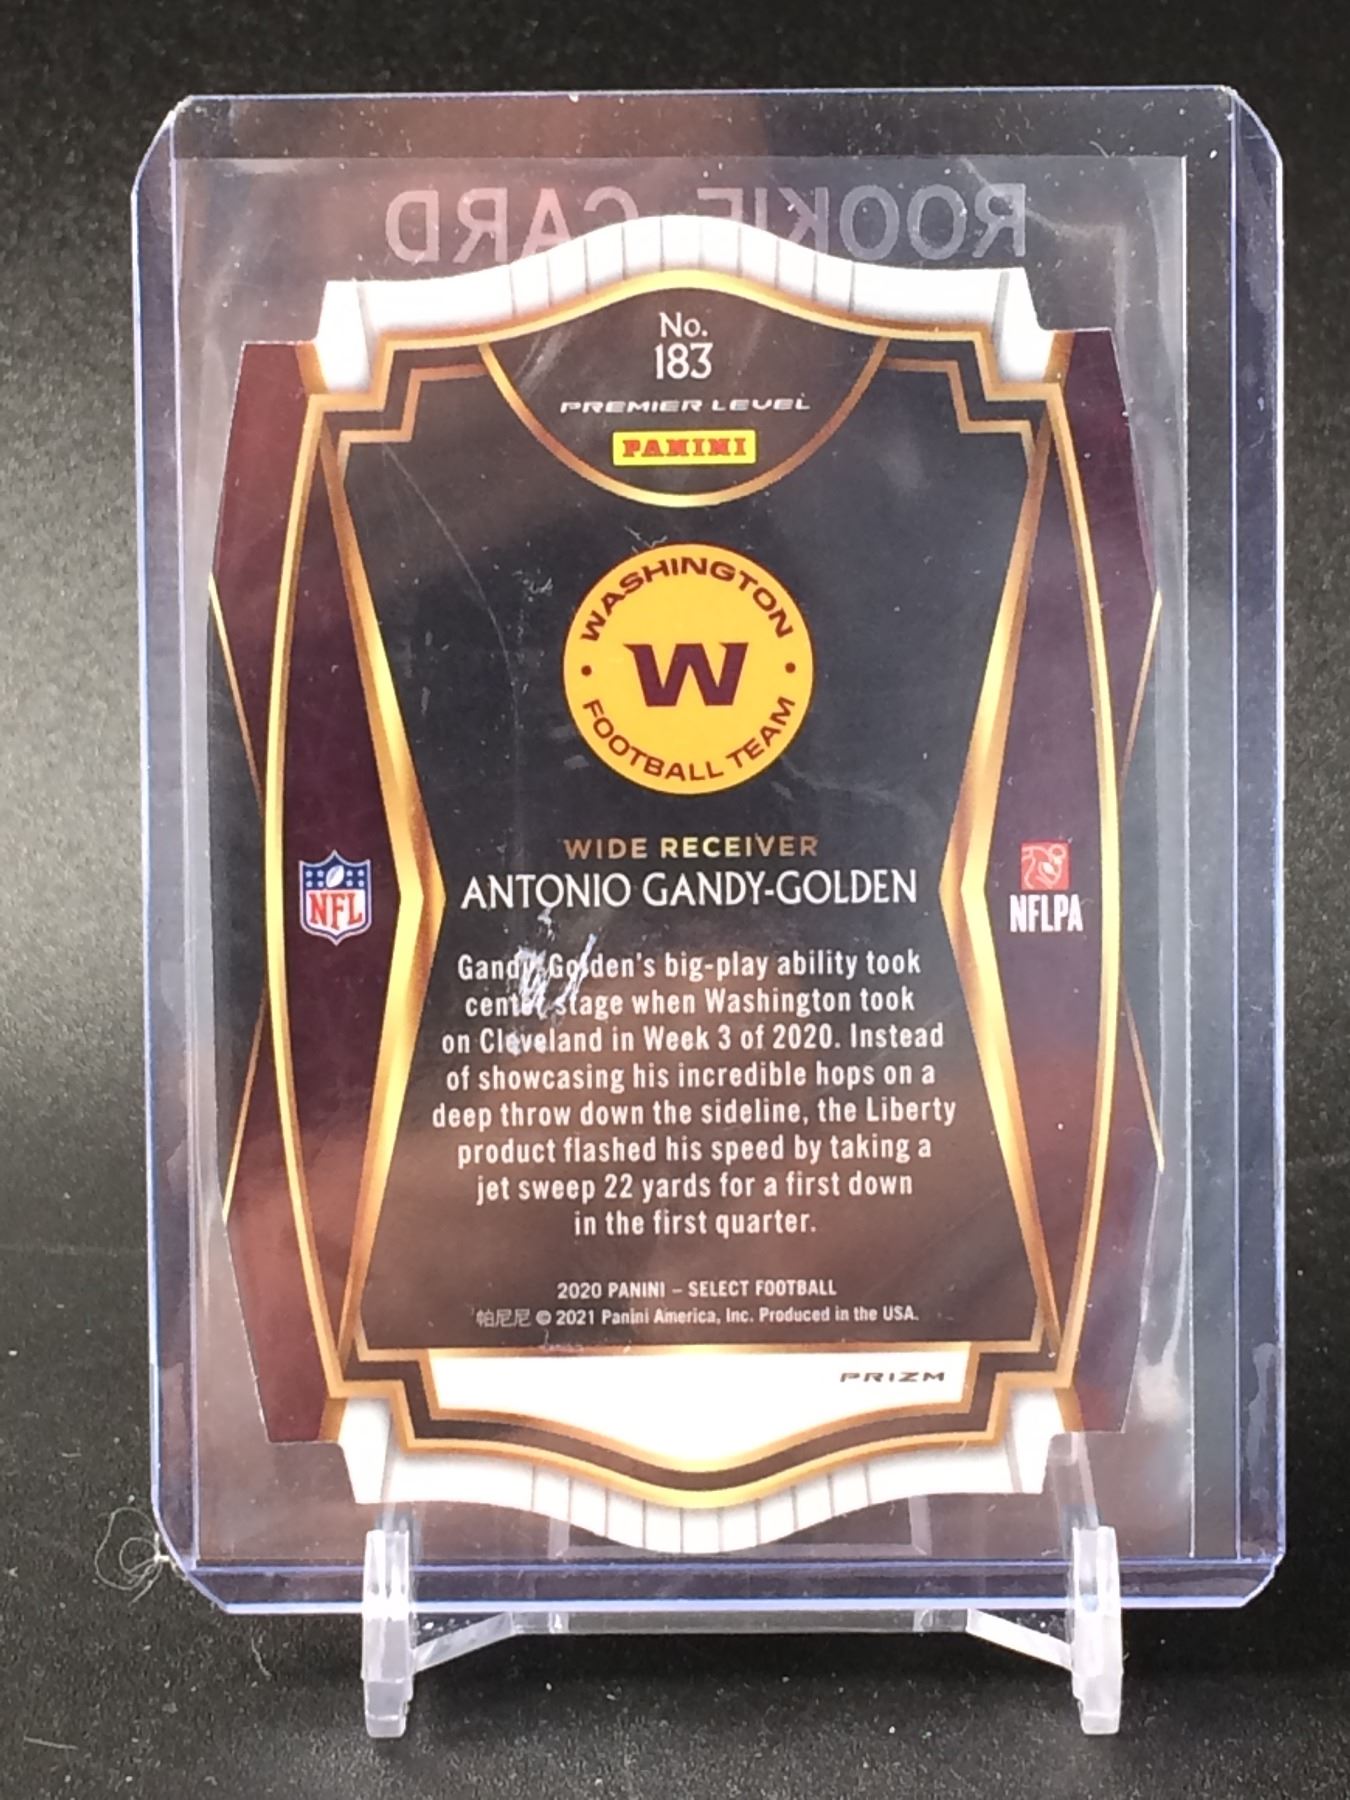 ROOKIE CARD
No.
183
PREMIER LEVEL
PANINI
WASHINGTON
W
FOOTBALL TEAM
WIDE RECEIVER
ANTONIO GANDY-GOLDEN
NFL
NFLPA
Gandy-Golden's big-play ability took
center stage when Washington took
on Cleveland in Week 3 of 2020. Instead
of showcasing his incredible hops on a
deep throw down the sideline, the Liberty
product flashed his speed by taking a
jet sweep 22 yards for a first down
in the first quarter.
2020 PANINI – SELECT FOOTBALL
帕尼尼 © 2021 Panini America, Inc. Produced in the USA.
PRIZM